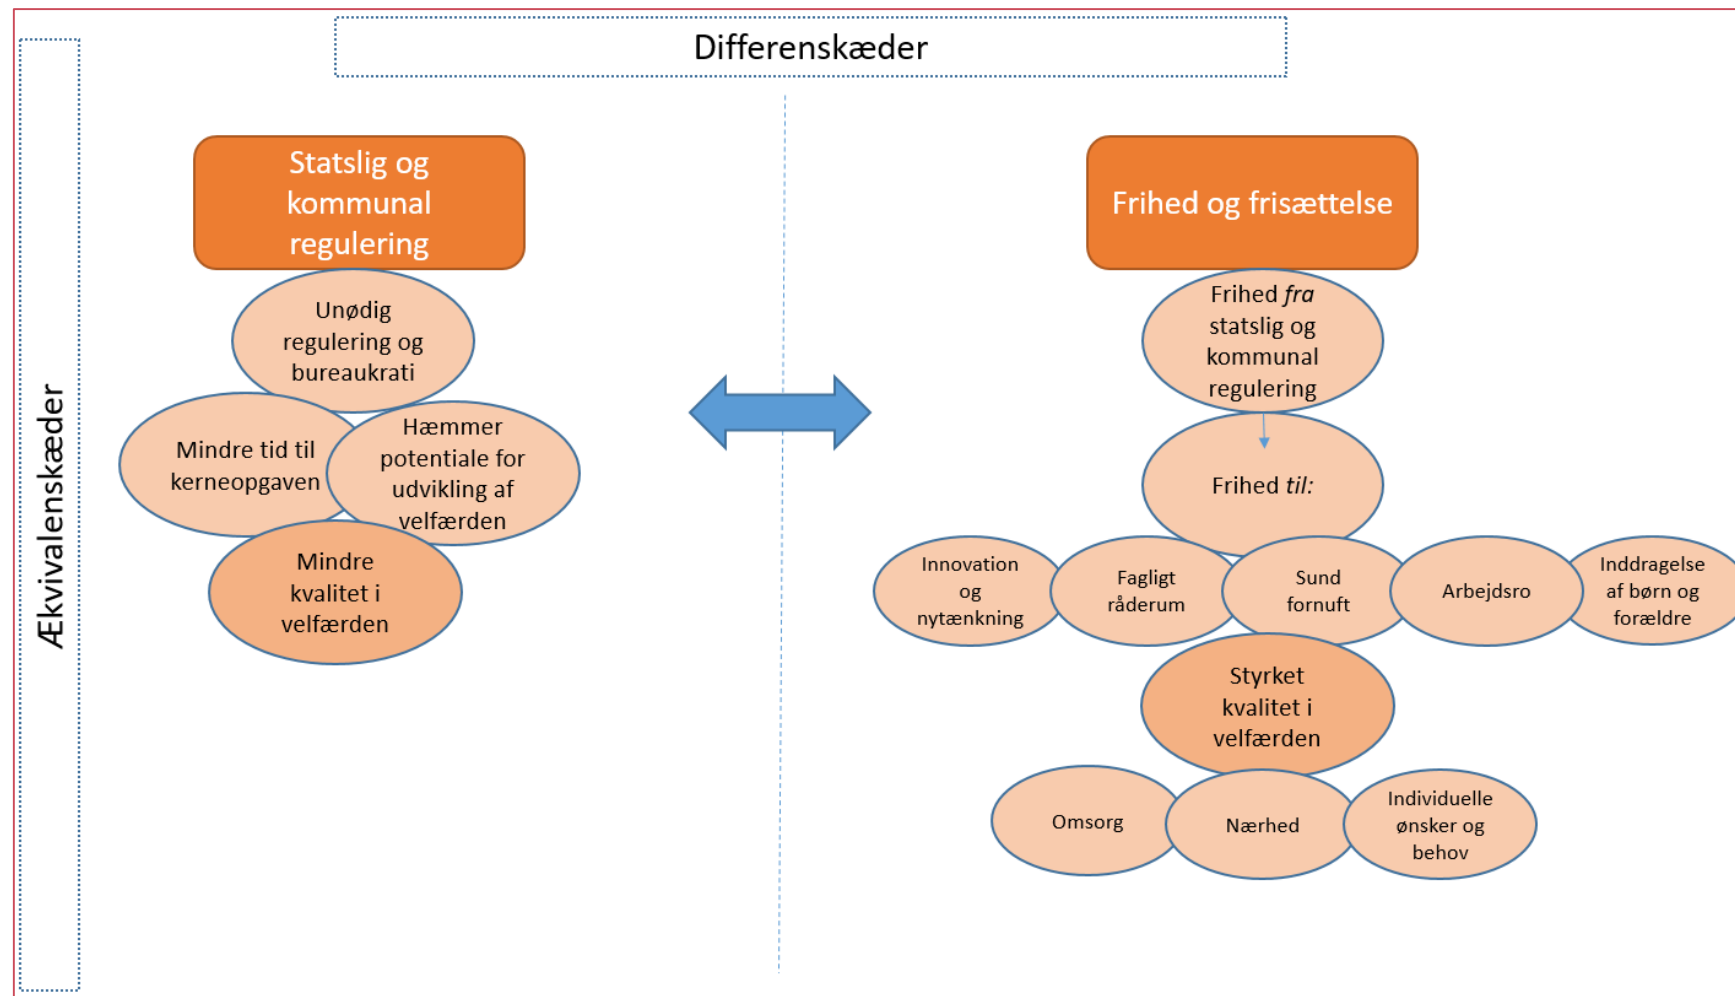 Differenskæder
Ækvivalenskæder
Statslig og
kommunal
regulering
Unødig
regulering og
bureaukrati
Mindre tid til
kerneopgaven
Hæmmer
potentiale for
udvikling af
velfærden
Mindre
kvalitet i
velfærden
Frihed og frisættelse
Frihed fra
statslig og
kommunal
regulering
Frihed til:
Innovation
og
nytænkning
Fagligt
råderum
Sund
fornuft
Arbejdsro
Inddragelse
af børn og
forældre
Styrket
kvalitet i
velfærden
Omsorg
Nærhed
Individuelle
ønsker og
behov